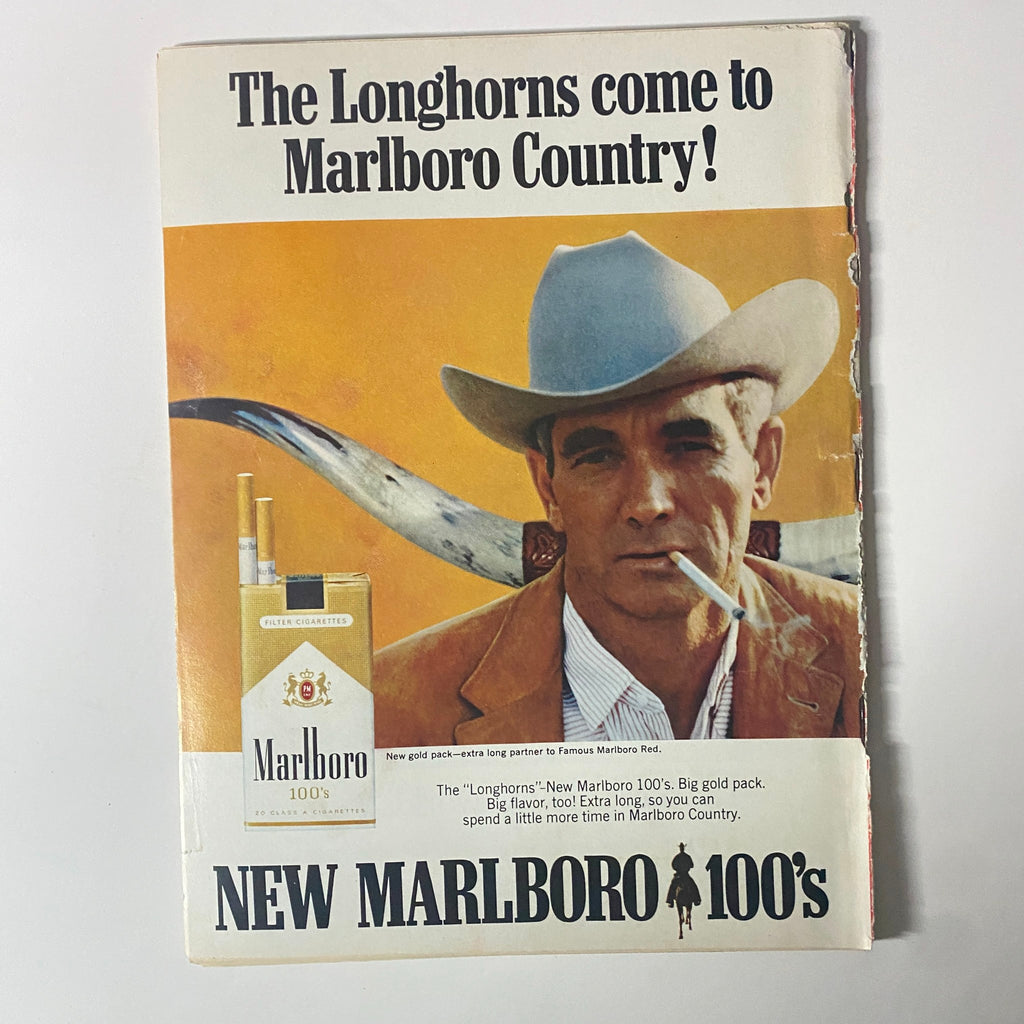 The Longhorns come to
Marlboro Country!
FILTER CIGARETTES
PM
Marlboro
100's
20 CLASS A CIGARETTES
New gold pack—extra long partner to Famous Marlboro Red.
The "Longhorns"-New Marlboro 100's. Big gold pack.
Big flavor, too! Extra long, so you can
spend a little more time in Marlboro Country.
NEW MARLBORO 100's